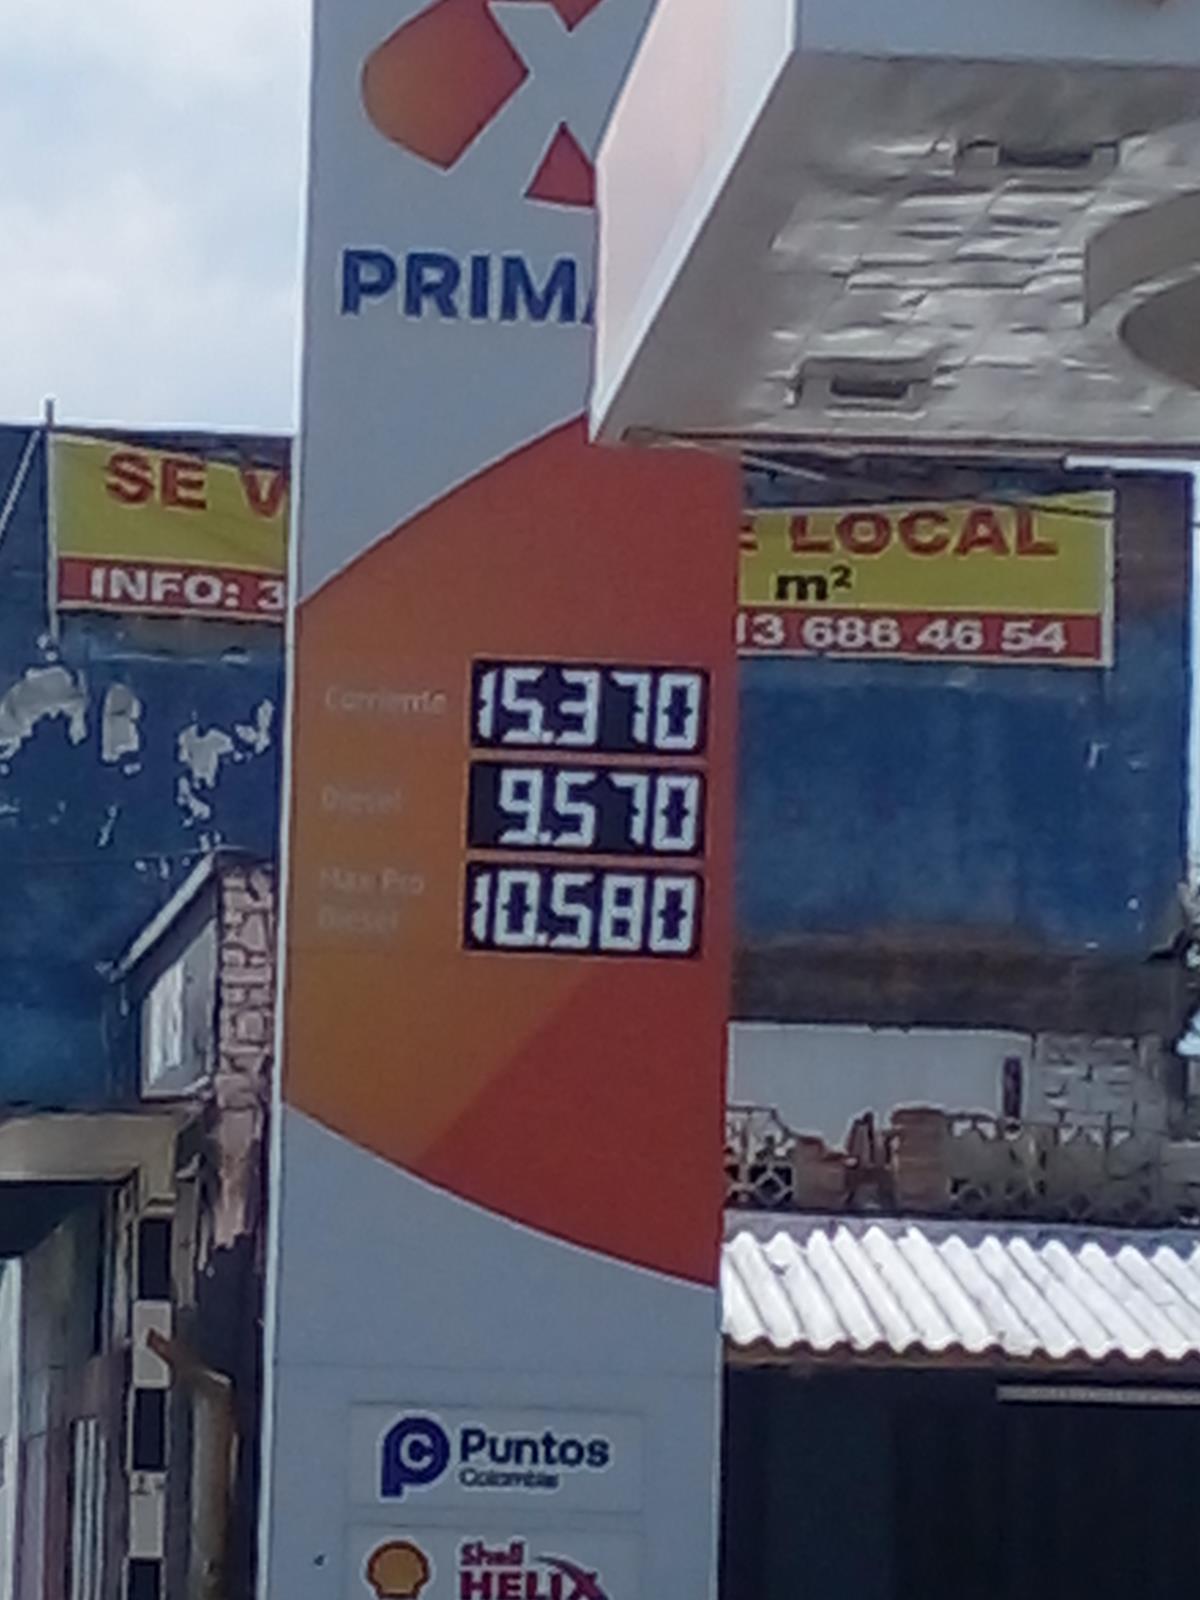 PRIMA
SE V
E LOCAL
m²
INFO: 3
13 686 46 54
Corriente 15.370
Diesel 9.570
Max Pro
Diesel 10.580
Puntos
Colombia
Shell
HELIX